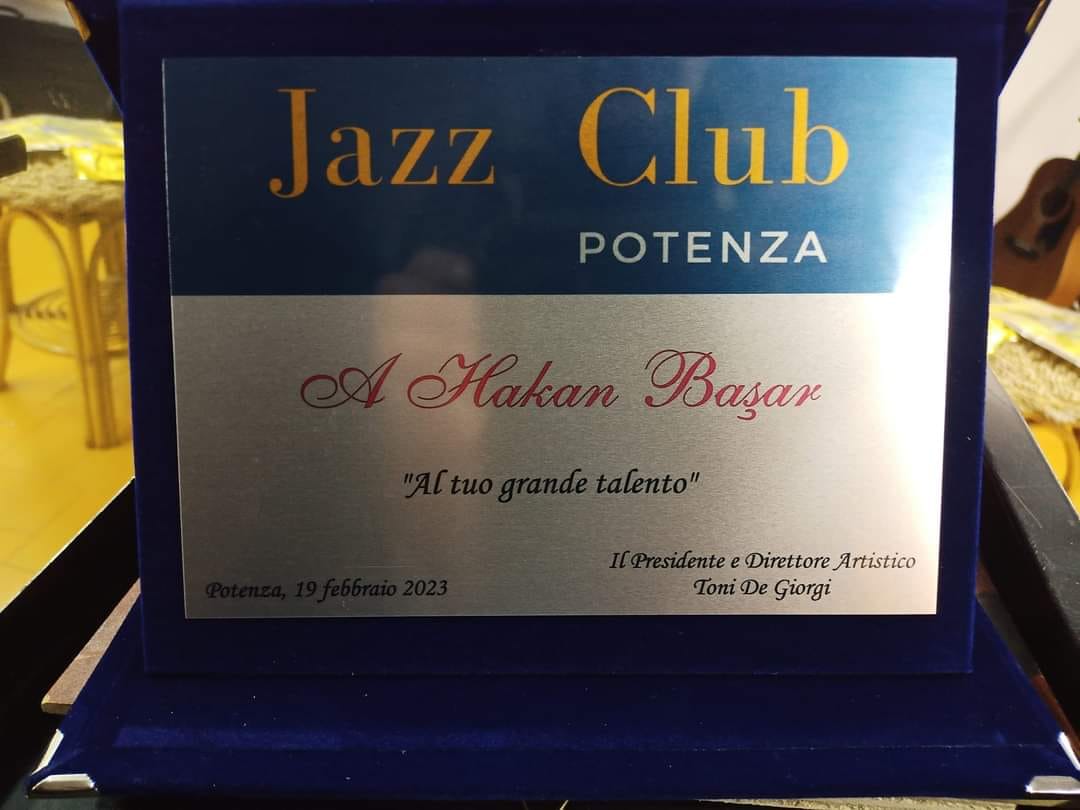 Jazz Club
POTENZA
A Hakan Başar
"Al tuo grande talento"
Il Presidente e Direttore Artistico
Potenza, 19 febbraio 2023
Toni De Giorgi